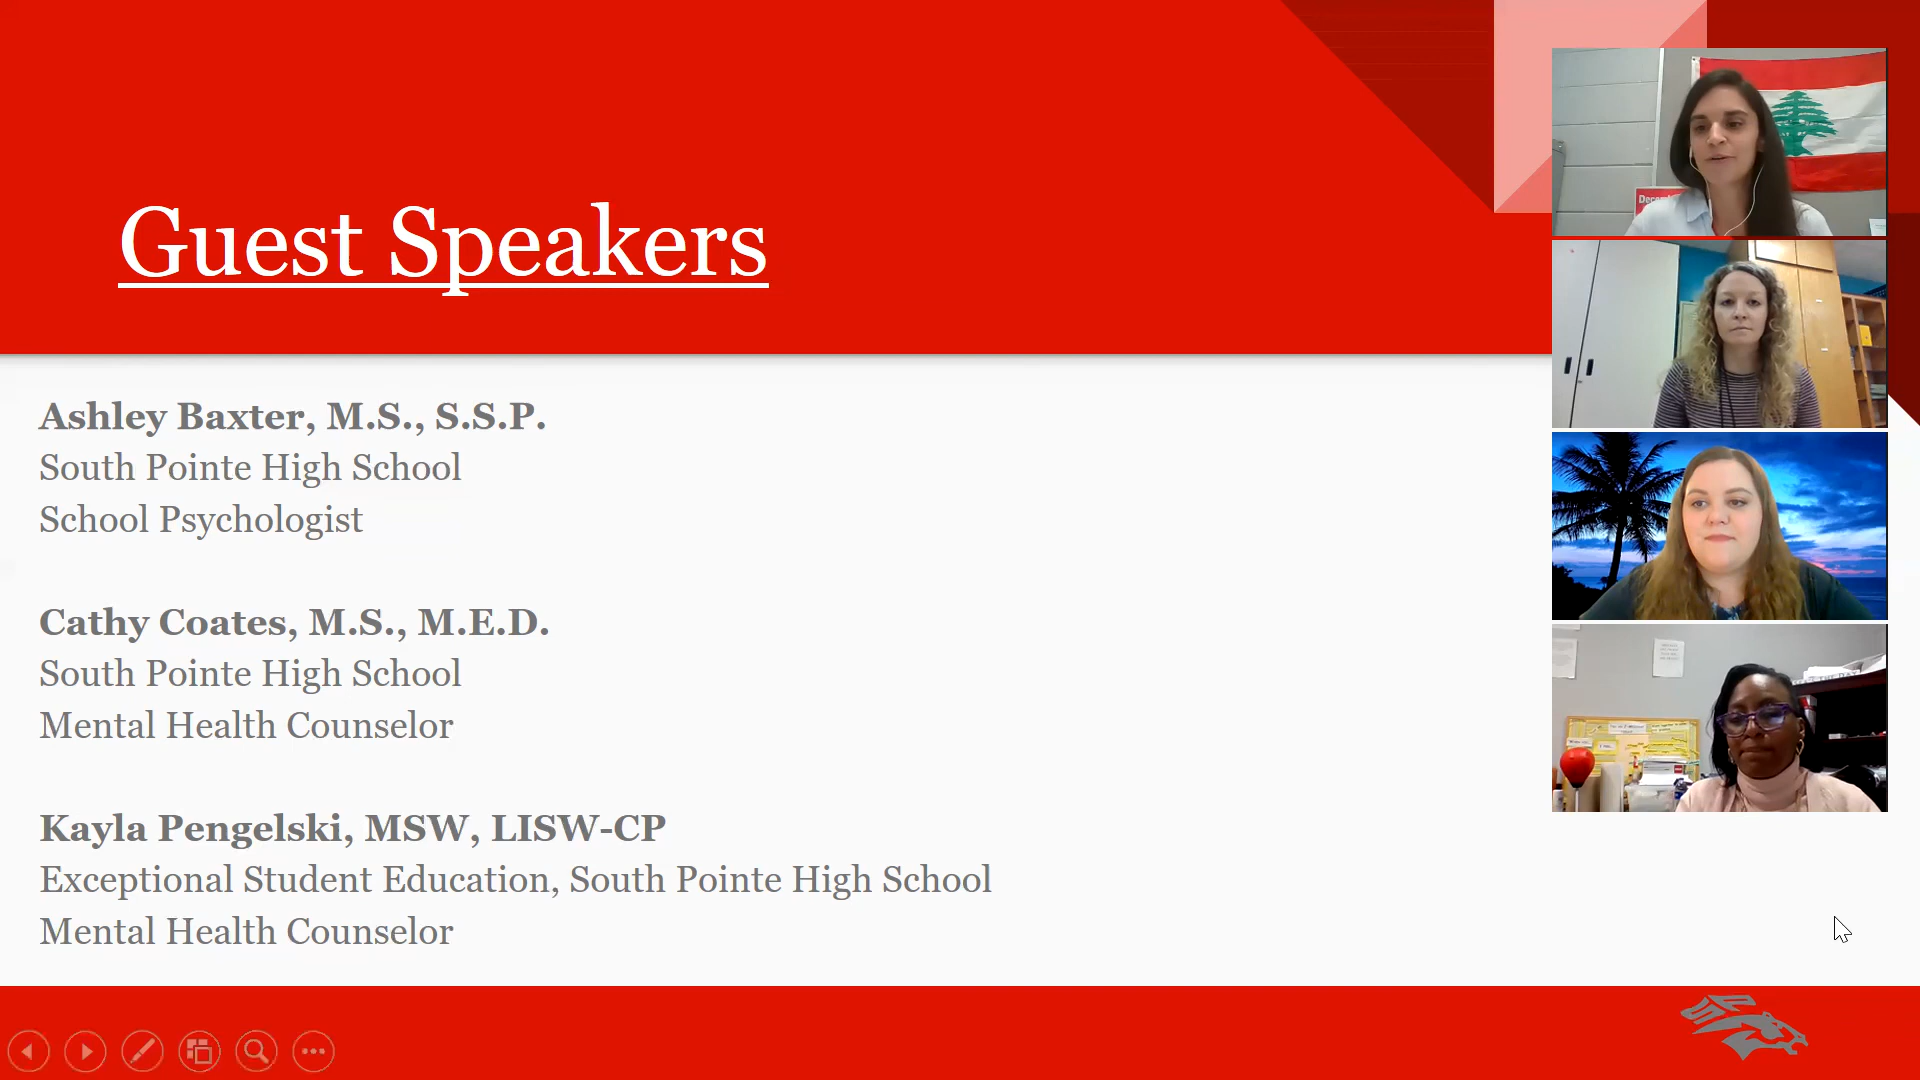 Guest Speakers
Ashley Baxter, M.S., S.S.P.
South Pointe High School
School Psychologist
Cathy Coates, M.S., M.E.D.
South Pointe High School
Mental Health Counselor
Kayla Pengelski, MSW, LISW-CP
Exceptional Student Education, South Pointe High School
Mental Health Counselor